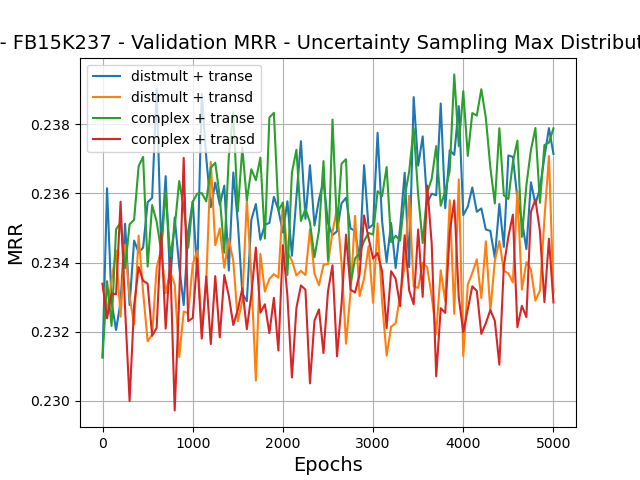 - FB15K237 - Validation MRR - Uncertainty Sampling Max
distmult + transe
distmult + transd
complex + transe
complex + transd
MRR
0.238
0.236
0.234
0.232
0.230
0
1000
2000
3000
4000
5000
Epochs